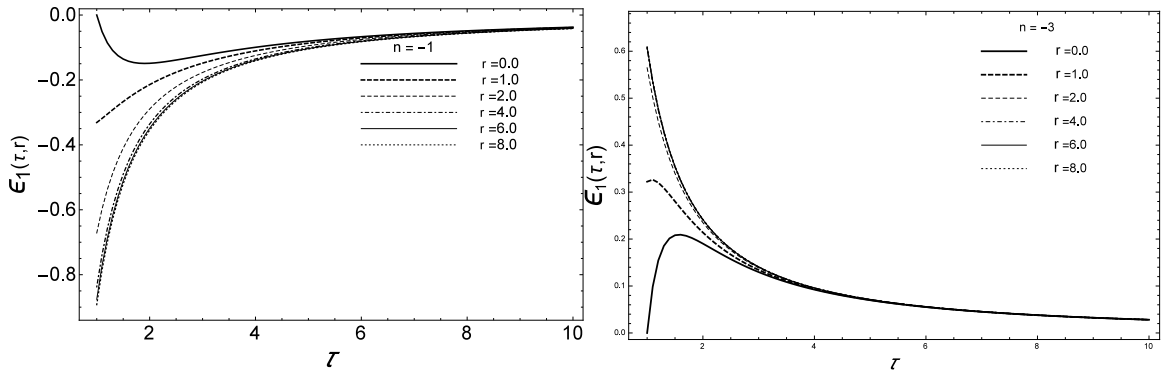 ϵ₁(τ,r)
0.0
−0.2
−0.4
−0.6
−0.8
n = −1
r =0.0
r =1.0
r =2.0
r =4.0
r =6.0
r =8.0
2 4 6 8 10
τ
ϵ₁(τ,r)
0.6
0.5
0.4
0.3
0.2
0.1
0.0
n = −3
r =0.0
r =1.0
r =2.0
r =4.0
r =6.0
r =8.0
2 4 6 8 10
τ